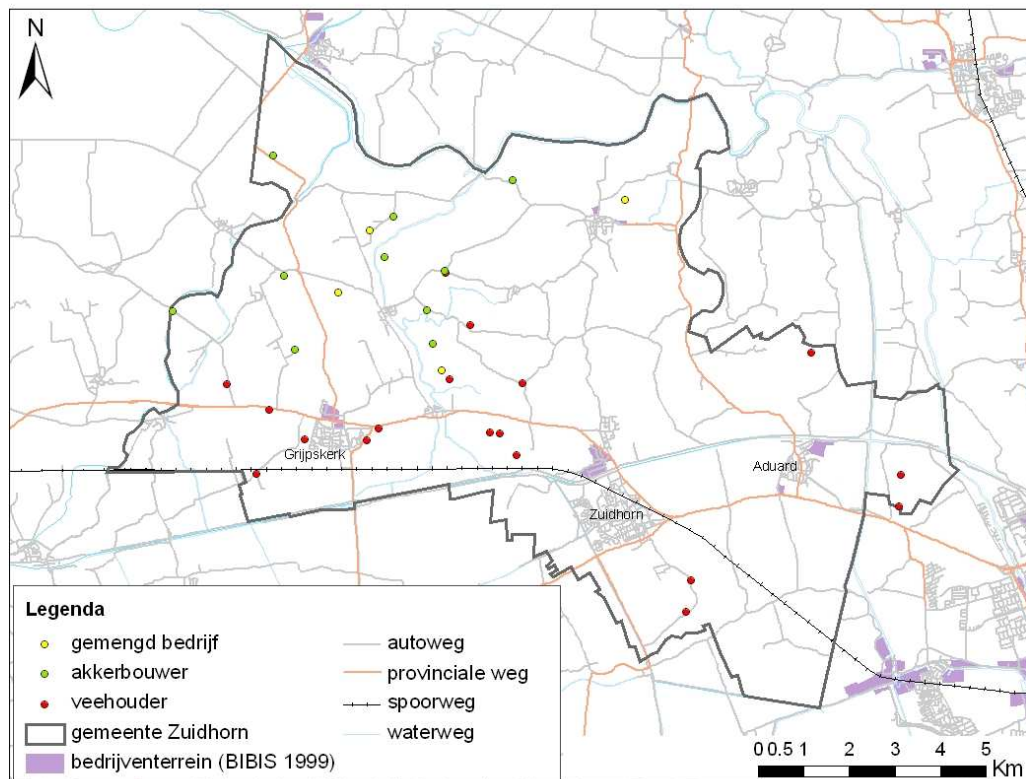 N
Grijpskerk
Aduard
Zuidhorn
Legenda
gemengd bedrijf
akkerbouwer
veehouder
gemeente Zuidhorn
bedrijventerrein (BIBIS 1999)
autoweg
provinciale weg
spoorweg
waterweg
0 0.5 1 2 3 4 5
Km